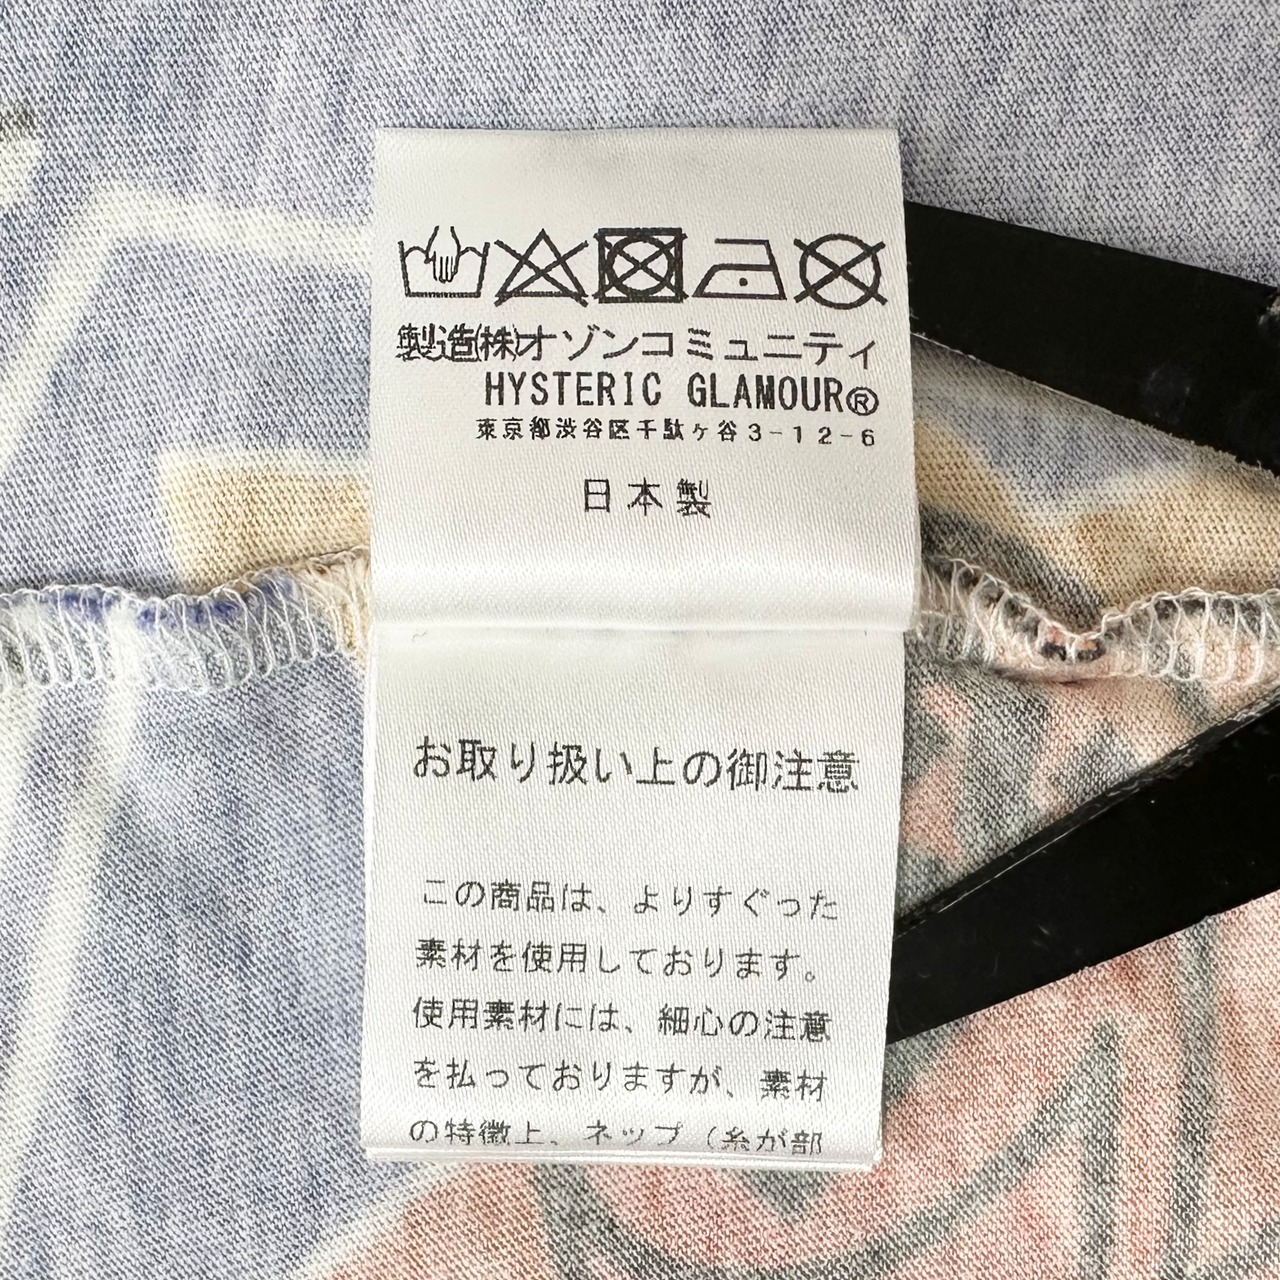 製造(株)オゾンコミュニティ
HYSTERIC GLAMOUR®
東京都渋谷区千駄ヶ谷3-12-6
日本製
お取り扱い上の御注意
この商品は、よりすぐった
素材を使用しております。
使用素材には、細心の注意
を払っておりますが、素材
の特徴上、ネップ（糸が部